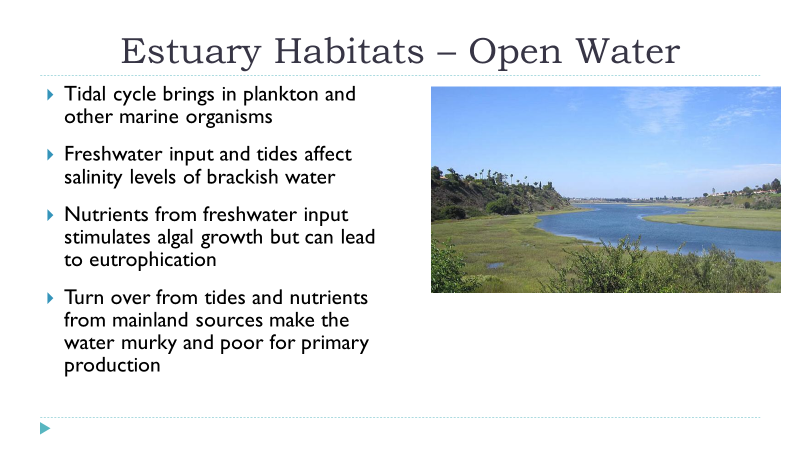 Estuary Habitats – Open Water
Tidal cycle brings in plankton and
other marine organisms
Freshwater input and tides affect
salinity levels of brackish water
Nutrients from freshwater input
stimulates algal growth but can lead
to eutrophication
Turn over from tides and nutrients
from mainland sources make the
water murky and poor for primary
production